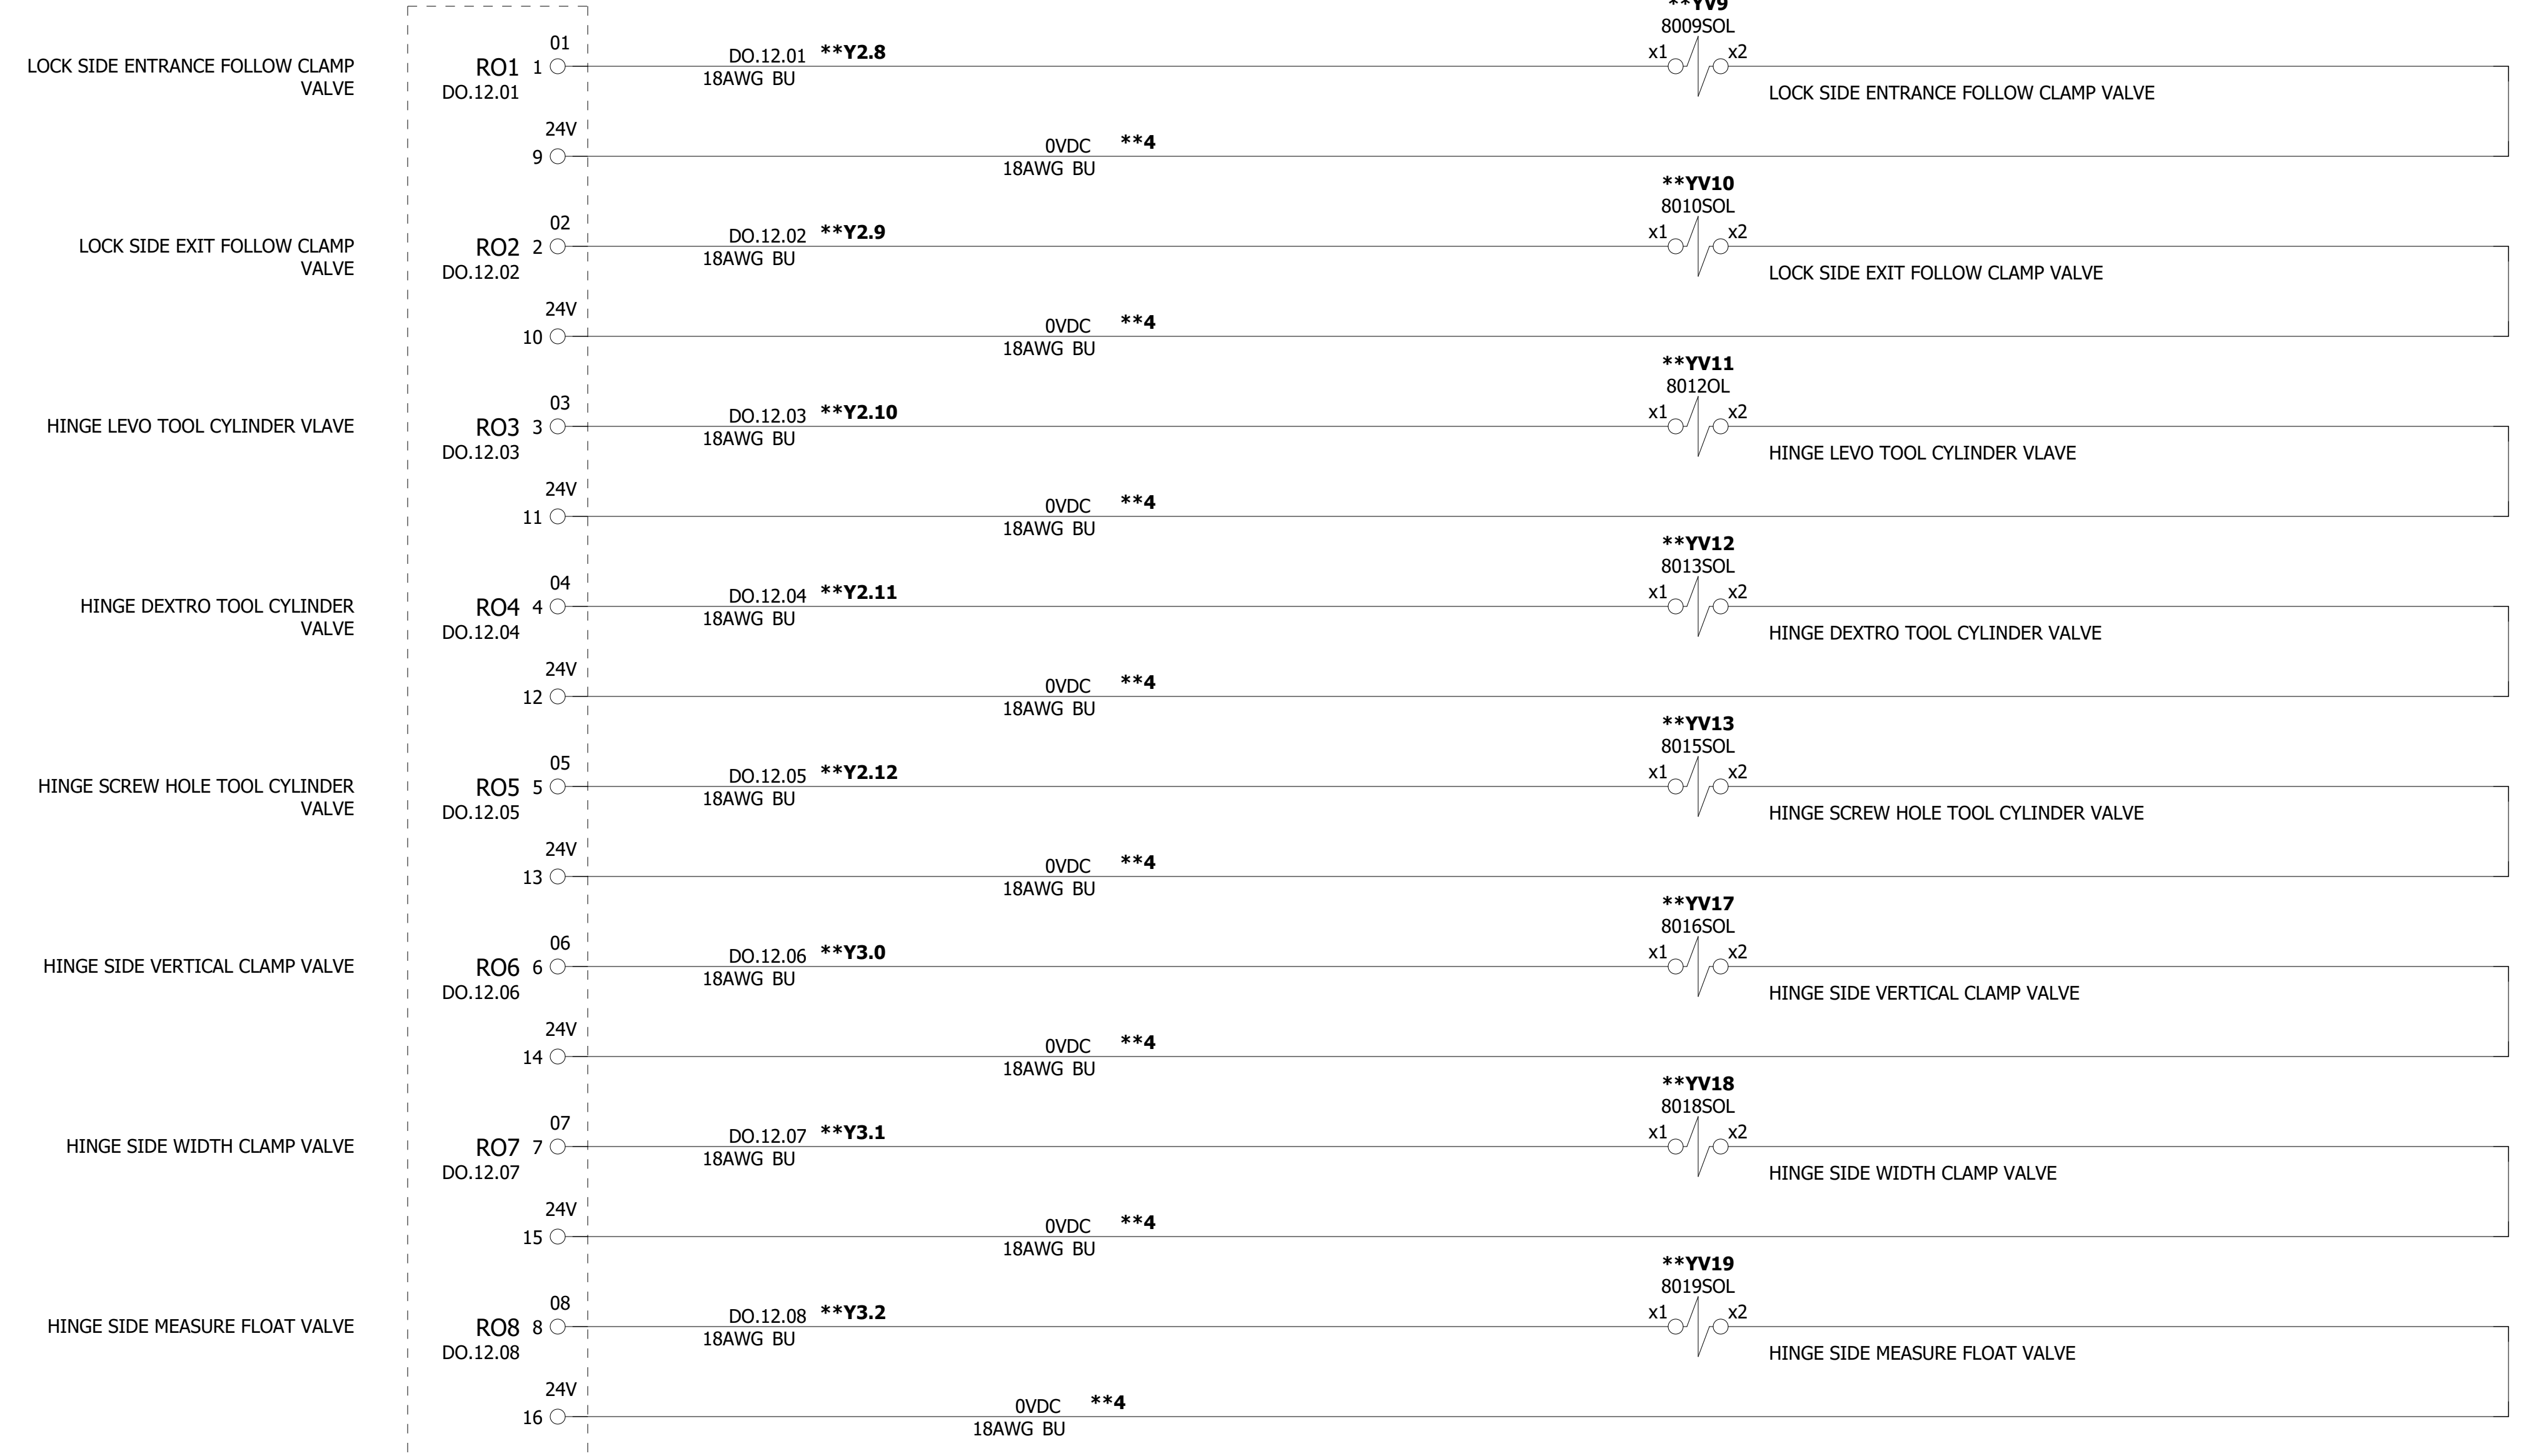 **YV9
8009SOL
01
DO.12.01 **Y2.8
x1 x2
LOCK SIDE ENTRANCE FOLLOW CLAMP
VALVE
RO1 1
DO.12.01
18AWG BU
LOCK SIDE ENTRANCE FOLLOW CLAMP VALVE
24V
9
0VDC **4
18AWG BU
**YV10
8010SOL
02
DO.12.02 **Y2.9
x1 x2
LOCK SIDE EXIT FOLLOW CLAMP
VALVE
RO2 2
DO.12.02
18AWG BU
LOCK SIDE EXIT FOLLOW CLAMP VALVE
24V
10
0VDC **4
18AWG BU
**YV11
8012OL
03
DO.12.03 **Y2.10
x1 x2
HINGE LEVO TOOL CYLINDER VLAVE
RO3 3
DO.12.03
18AWG BU
HINGE LEVO TOOL CYLINDER VLAVE
24V
11
0VDC **4
18AWG BU
**YV12
8013SOL
04
DO.12.04 **Y2.11
x1 x2
HINGE DEXTRO TOOL CYLINDER
VALVE
RO4 4
DO.12.04
18AWG BU
HINGE DEXTRO TOOL CYLINDER VALVE
24V
12
0VDC **4
18AWG BU
**YV13
8015SOL
05
DO.12.05 **Y2.12
x1 x2
HINGE SCREW HOLE TOOL CYLINDER
VALVE
RO5 5
DO.12.05
18AWG BU
HINGE SCREW HOLE TOOL CYLINDER VALVE
24V
13
0VDC **4
18AWG BU
**YV17
8016SOL
06
DO.12.06 **Y3.0
x1 x2
HINGE SIDE VERTICAL CLAMP VALVE
RO6 6
DO.12.06
18AWG BU
HINGE SIDE VERTICAL CLAMP VALVE
24V
14
0VDC **4
18AWG BU
**YV18
8018SOL
07
DO.12.07 **Y3.1
x1 x2
HINGE SIDE WIDTH CLAMP VALVE
RO7 7
DO.12.07
18AWG BU
HINGE SIDE WIDTH CLAMP VALVE
24V
15
0VDC **4
18AWG BU
**YV19
8019SOL
08
DO.12.08 **Y3.2
x1 x2
HINGE SIDE MEASURE FLOAT VALVE
RO8 8
DO.12.08
18AWG BU
HINGE SIDE MEASURE FLOAT VALVE
24V
16
0VDC **4
18AWG BU